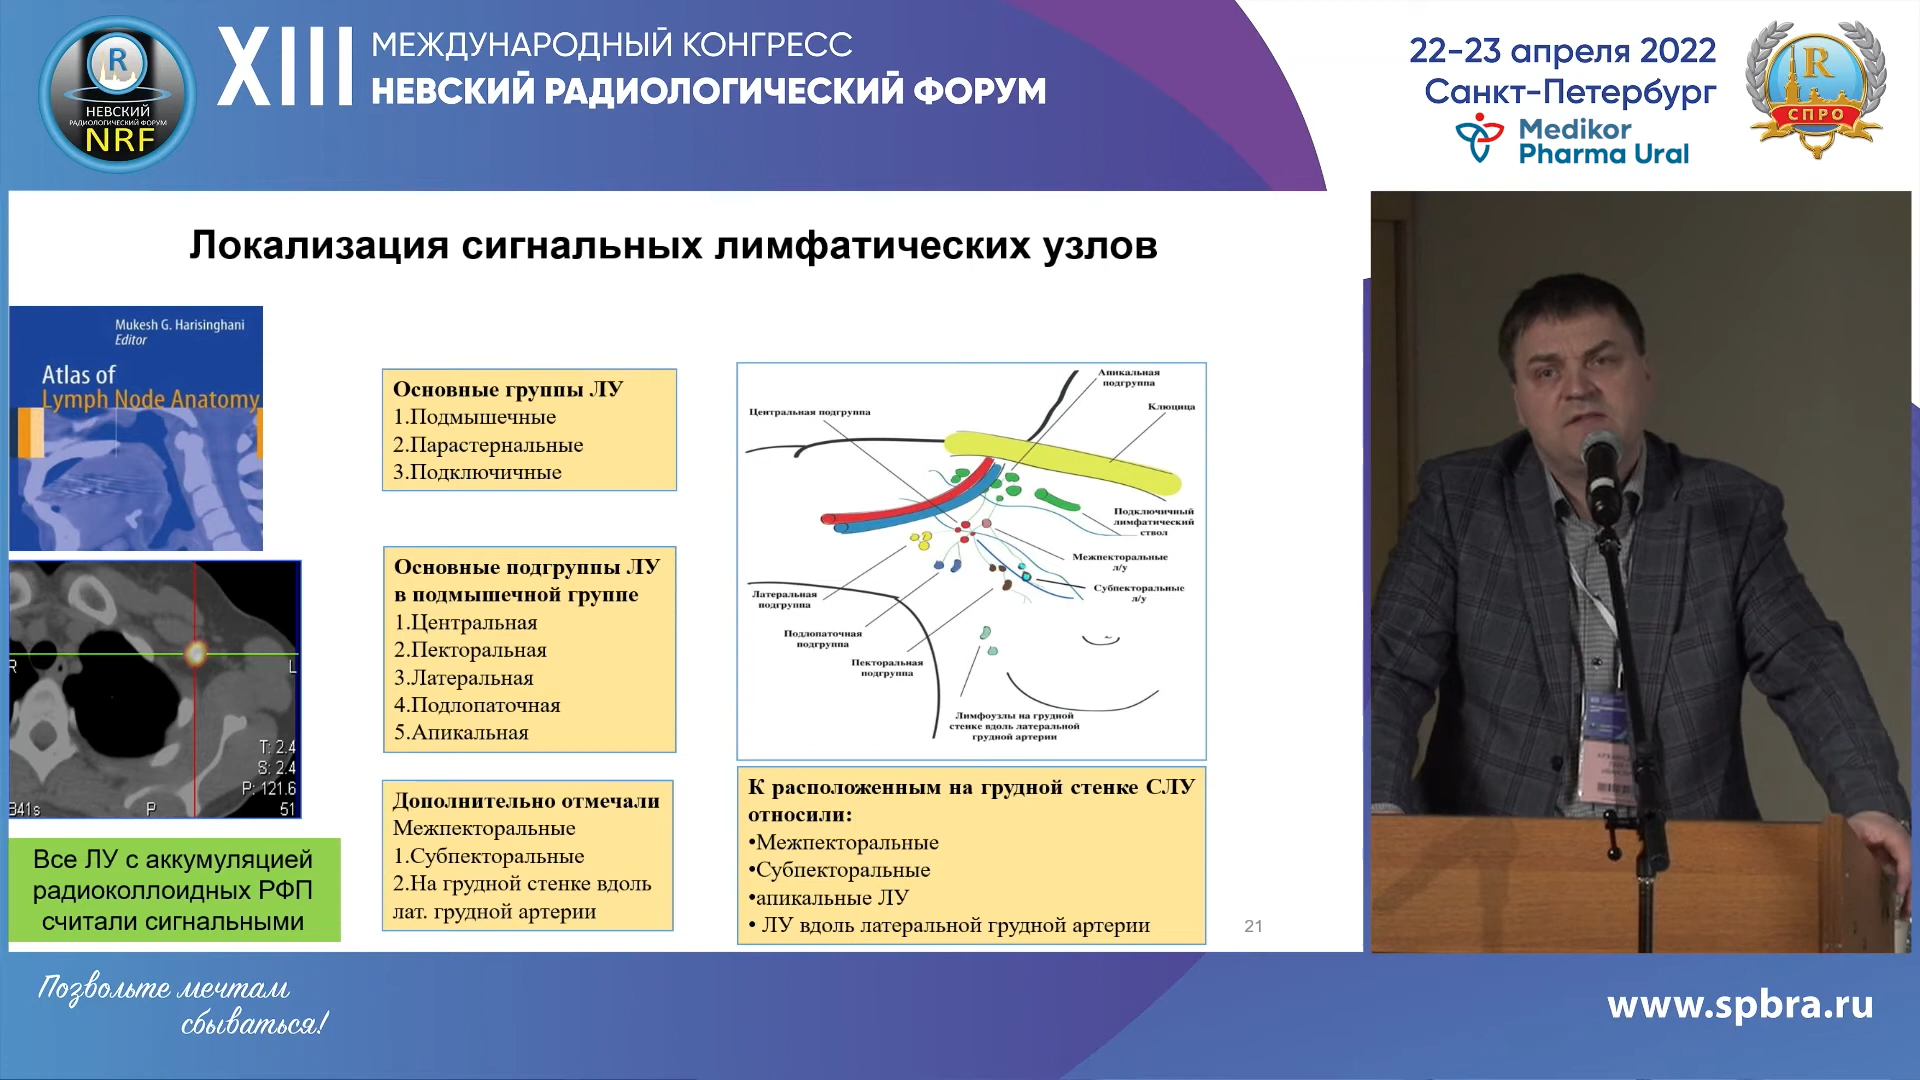 R
НЕВСКИЙ
РАДИОЛОГИЧЕСКИЙ ФОРУМ
NRF
XIII
МЕЖДУНАРОДНЫЙ КОНГРЕСС
НЕВСКИЙ РАДИОЛОГИЧЕСКИЙ ФОРУМ
22-23 апреля 2022
Санкт-Петербург
Medikor
Pharma Ural
R
СПРО
Локализация сигнальных лимфатических узлов
Mukesh G. Harisinghani
Editor
Atlas of
Lymph Node Anatomy
R
L
T: 2.4
S: 2.4
P: 121.6
B41s
P
51
Все ЛУ с аккумуляцией
радиоколлоидных РФП
считали сигнальными
Основные группы ЛУ
1.Подмышечные
2.Парастернальные
3.Подключичные
Основные подгруппы ЛУ
в подмышечной группе
1.Центральная
2.Пекторальная
3.Латеральная
4.Подлопаточная
5.Апикальная
Дополнительно отмечали
Межпекторальные
1.Субпекторальные
2.На грудной стенке вдоль
лат. грудной артерии
Апикальная
подгруппа
Центральная подгруппа
Ключица
Подключичный
лимфатический
ствол
Межпекторальные
л/у
Субпекторальные
л/у
Латеральная
подгруппа
Подлопаточная
подгруппа
Пекторальная
подгруппа
Лимфоузлы на грудной
стенке вдоль латеральной
грудной артерии
К расположенным на грудной стенке СЛУ
относили:
•Межпекторальные
•Субпекторальные
•апикальные ЛУ
• ЛУ вдоль латеральной грудной артерии
21
Позвольте мечтам
сбываться!
www.spbra.ru